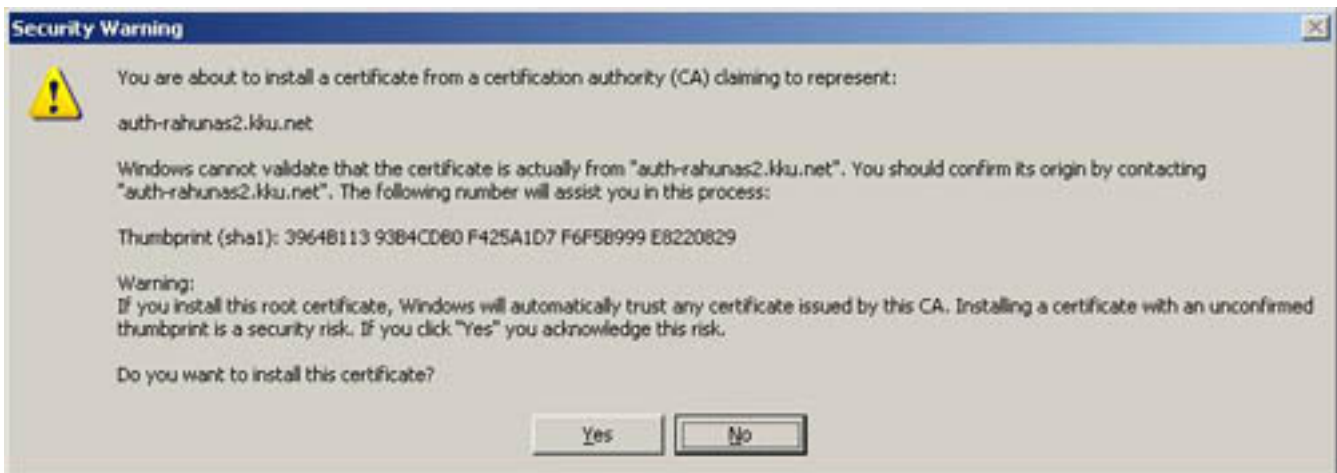 Security Warning
You are about to install a certificate from a certification authority (CA) claiming to represent:
auth-rahunas2.kku.net
Windows cannot validate that the certificate is actually from "auth-rahunas2.kku.net". You should confirm its origin by contacting
"auth-rahunas2.kku.net". The following number will assist you in this process:
Thumbprint (sha1): 3964B113 93B4CDB0 F425A1D7 F6F5B999 E8220829
Warning:
If you install this root certificate, Windows will automatically trust any certificate issued by this CA. Installing a certificate with an unconfirmed
thumbprint is a security risk. If you click "Yes" you acknowledge this risk.
Do you want to install this certificate?
Yes
No